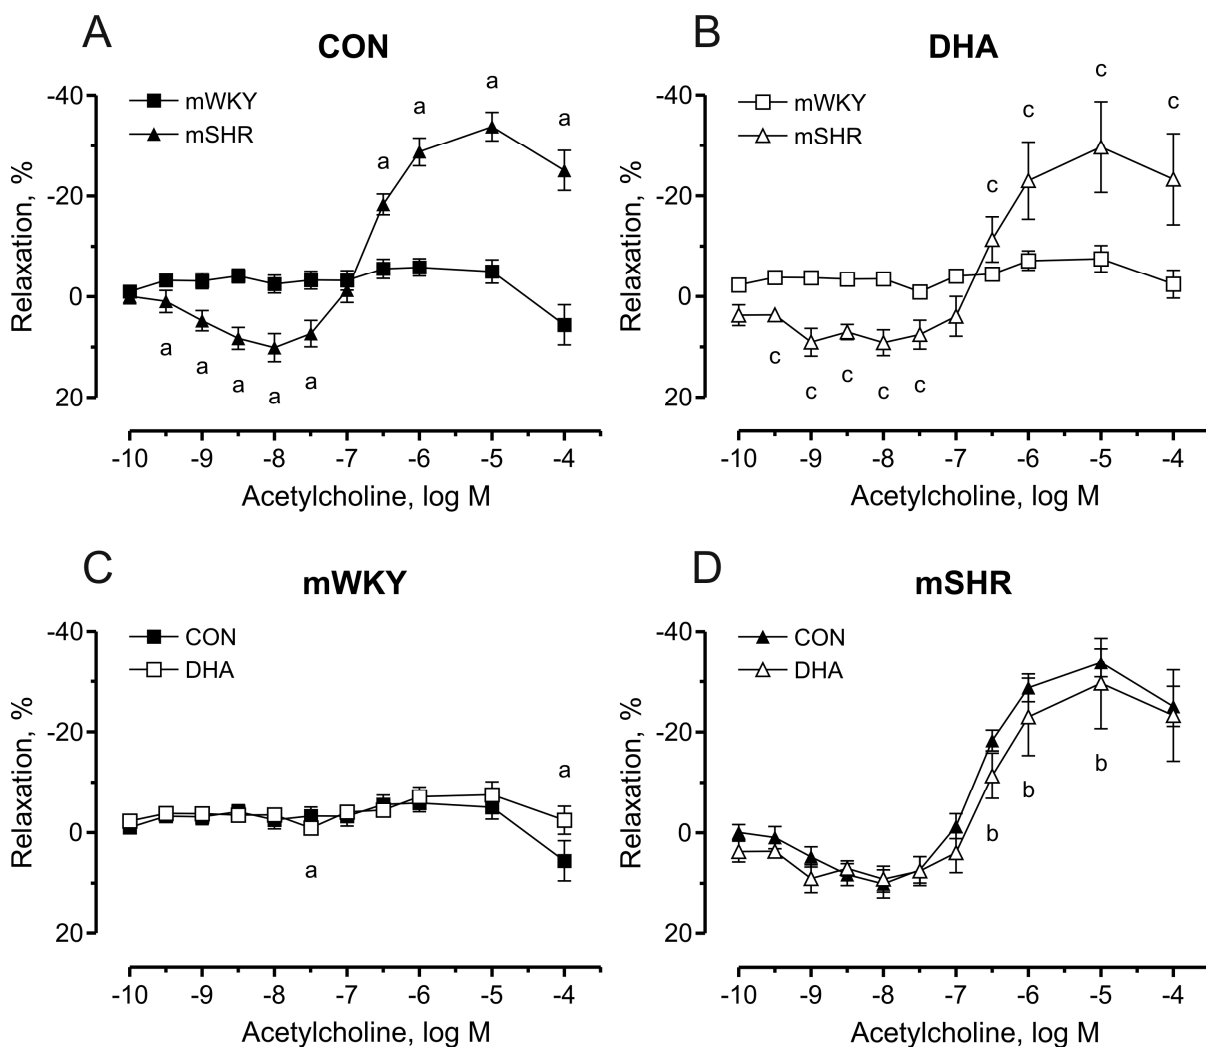 A
CON
mWKY
mSHR
-40
-20
0
20
Relaxation, %
a
a
a
a
a
a
a
a
a
-10
-9
-8
-7
-6
-5
-4
Acetylcholine, log M
B
DHA
mWKY
mSHR
-40
-20
0
20
Relaxation, %
c
c
c
c
c
c
c
c
c
-10
-9
-8
-7
-6
-5
-4
Acetylcholine, log M
C
mWKY
CON
DHA
-40
-20
0
20
Relaxation, %
a
a
-10
-9
-8
-7
-6
-5
-4
Acetylcholine, log M
D
mSHR
CON
DHA
-40
-20
0
20
Relaxation, %
b
b
b
-10
-9
-8
-7
-6
-5
-4
Acetylcholine, log M